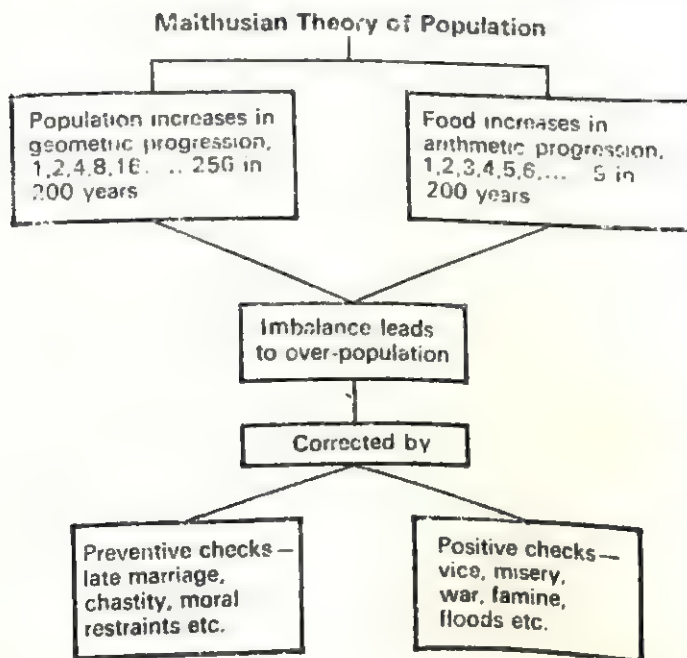 Malthusian Theory of Population
Population increases in
geometric progression,
1,2,4,8,16. . .. 256 in
200 years
Food increases in
arithmetic progression,
1,2,3,4,5,6,... 9 in
200 years
Imbalance leads
to over-population
Corrected by
Preventive checks—
late marriage,
chastity, moral
restraints etc.
Positive checks—
vice, misery,
war, famine,
floods etc.